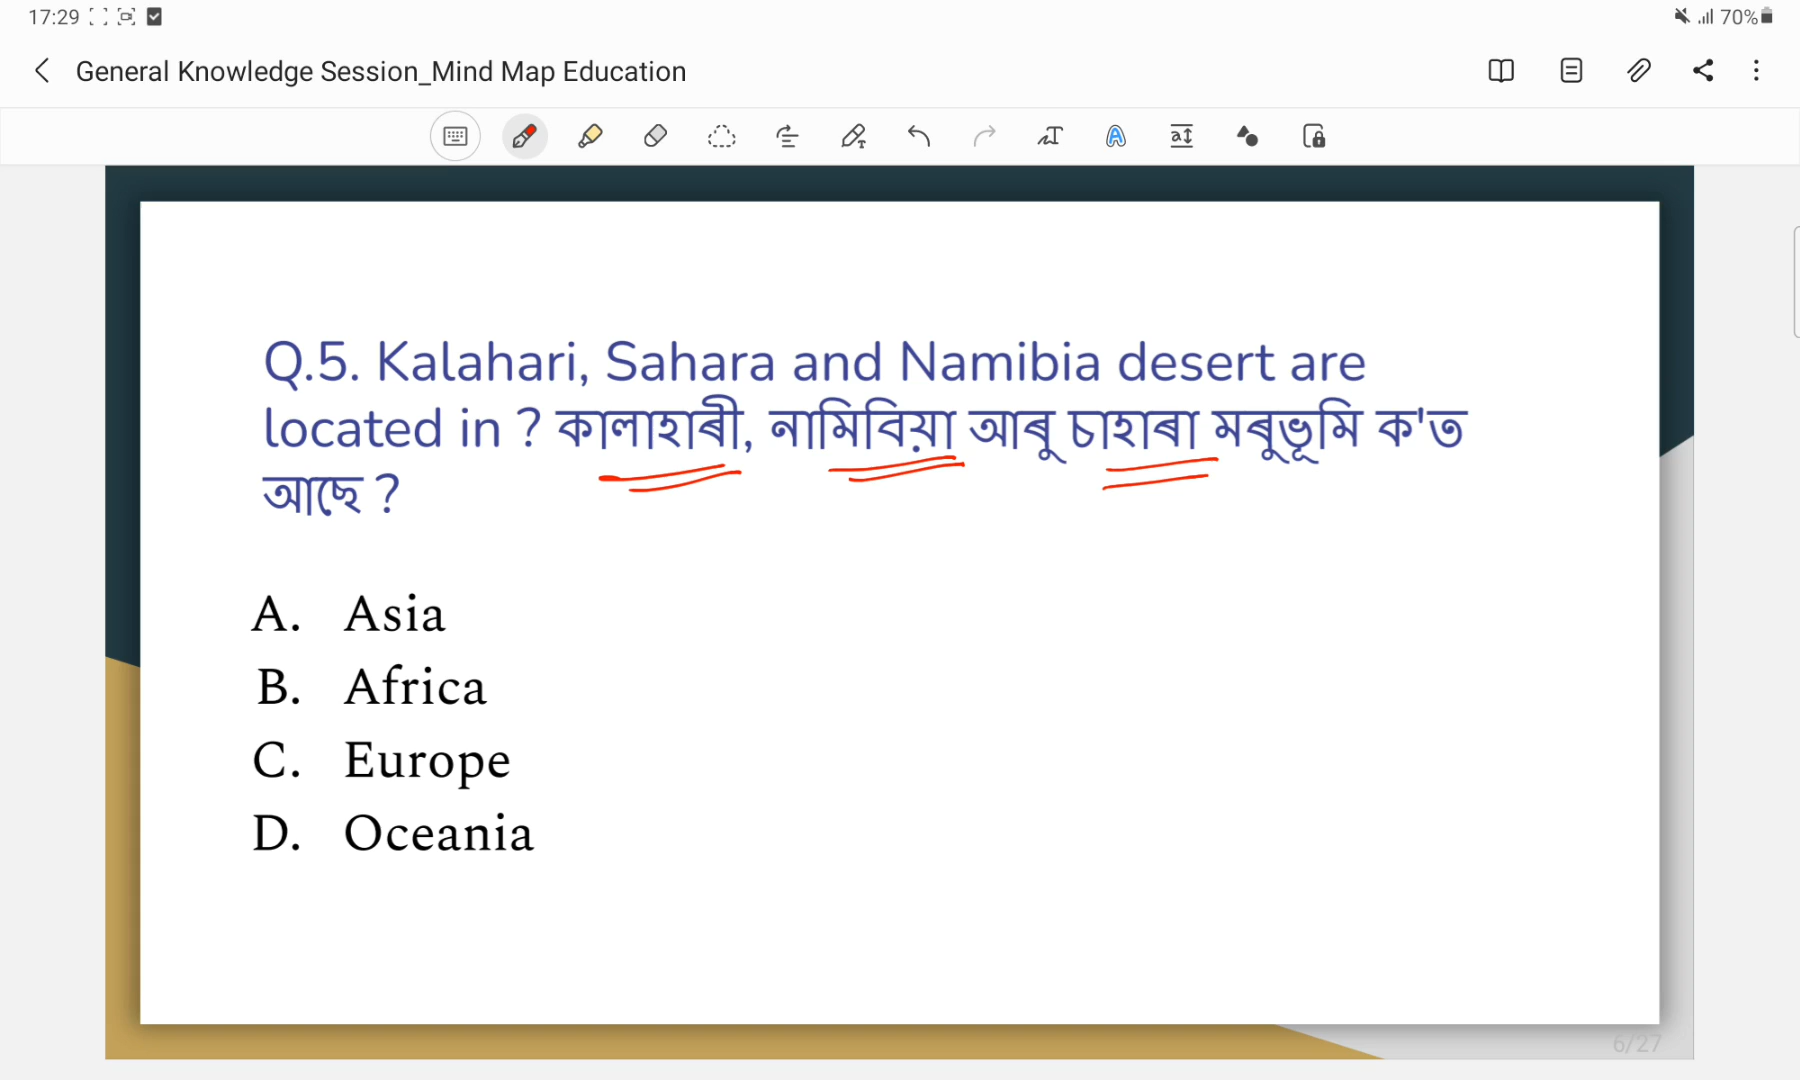 17:29
70%
General Knowledge Session_Mind Map Education
Q.5. Kalahari, Sahara and Namibia desert are
located in ? কালাহাৰী, নামিবিয়া আৰু চাহাৰা মৰুভূমি ক'ত
আছে ?
A. Asia
B. Africa
C. Europe
D. Oceania
6/27